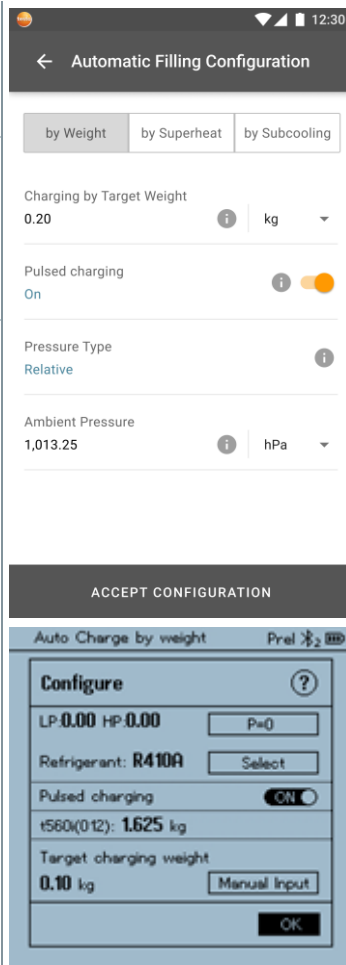 12:30
Automatic Filling Configuration
by Weight by Superheat by Subcooling
Charging by Target Weight
0.20 kg
Pulsed charging
On
Pressure Type
Relative
Ambient Pressure
1,013.25 hPa
ACCEPT CONFIGURATION
Auto Charge by weight Prel 2
Configure ?
LP:0.00 HP:0.00 P=0
Refrigerant: R410A Select
Pulsed charging ON
t560i(012): 1.625 kg
Target charging weight
0.10 kg Manual Input
OK